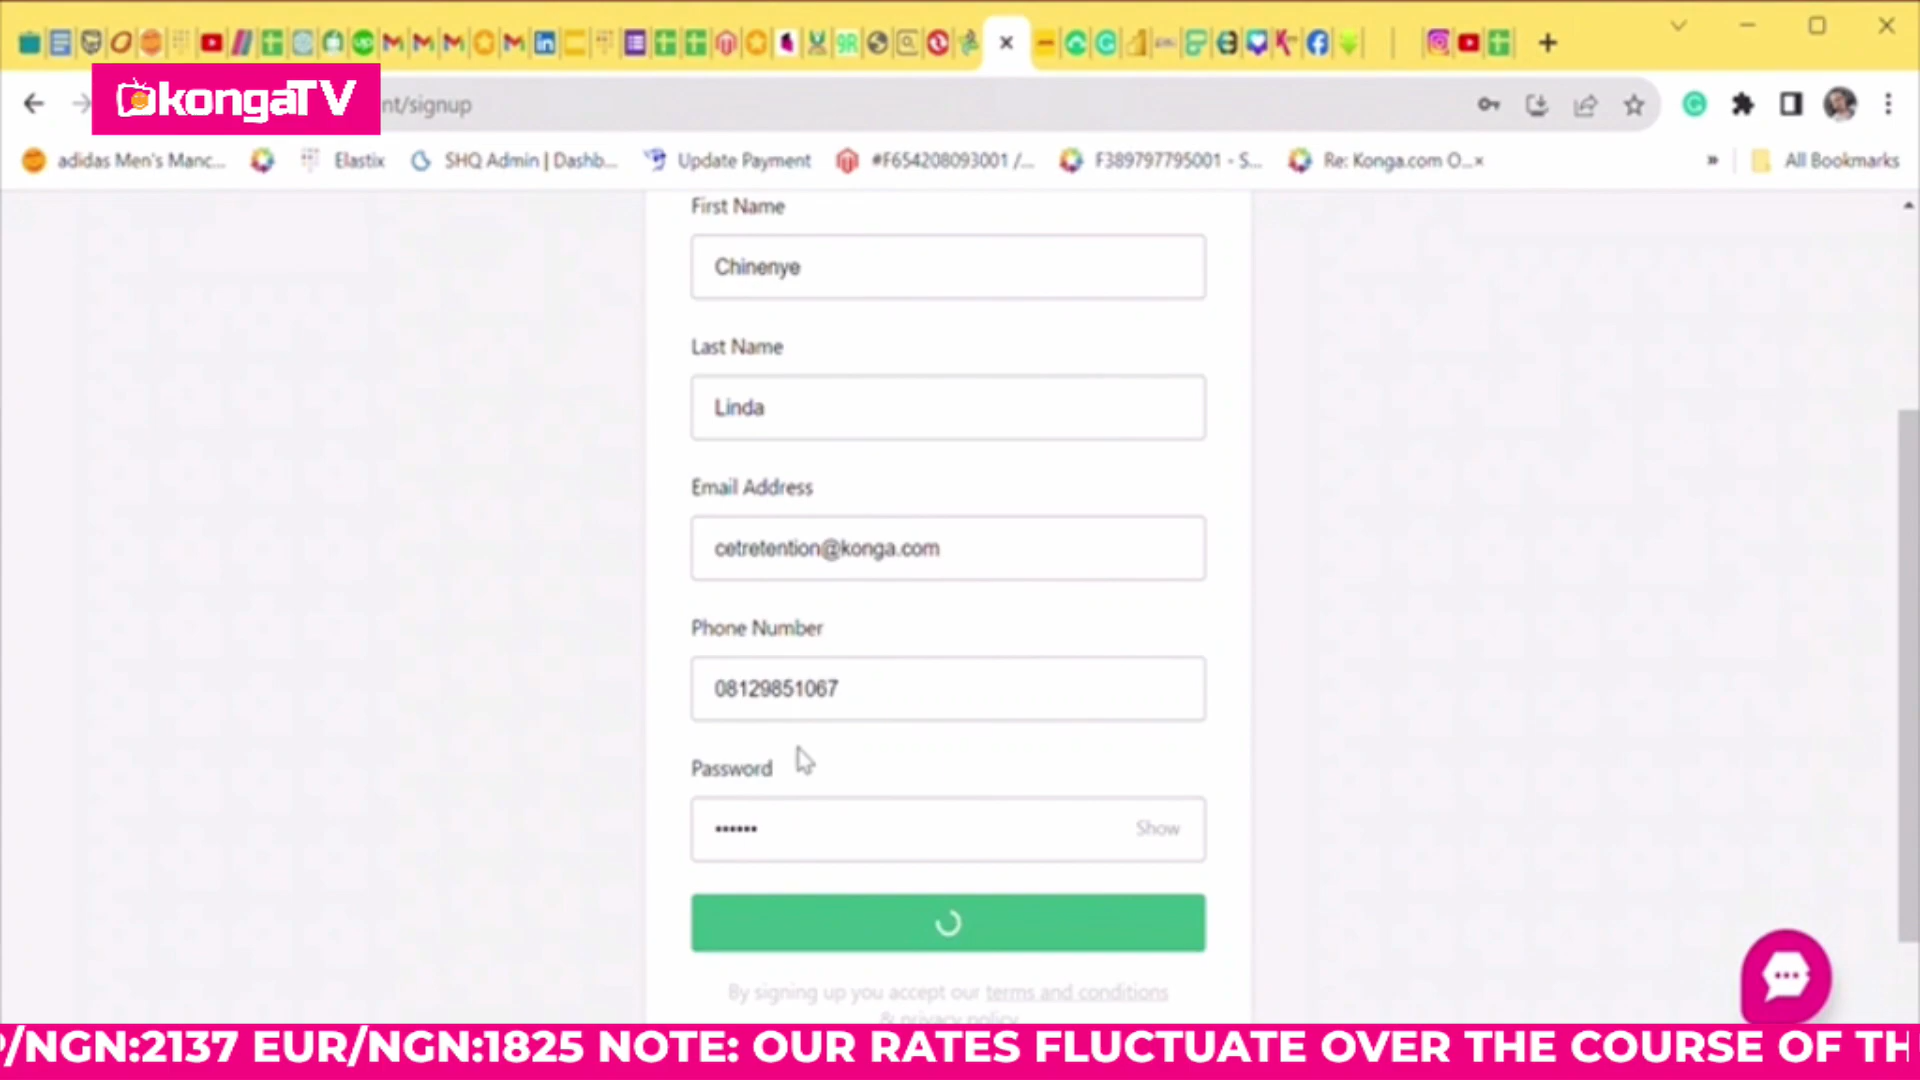 kongaTV
nt/signup
adidas Men's Manc...
Elastix
SHQ Admin | Dashb...
Update Payment
#F654208093001 /...
F389797795001 - S...
Re: Konga.com O...×
»
All Bookmarks
First Name
Chinenye
Last Name
Linda
Email Address
cetretention@konga.com
Phone Number
08129851067
Password
••••••
Show
By signing up you accept our terms and conditions
& privacy policy
P/NGN:2137 EUR/NGN:1825 NOTE: OUR RATES FLUCTUATE OVER THE COURSE OF TH